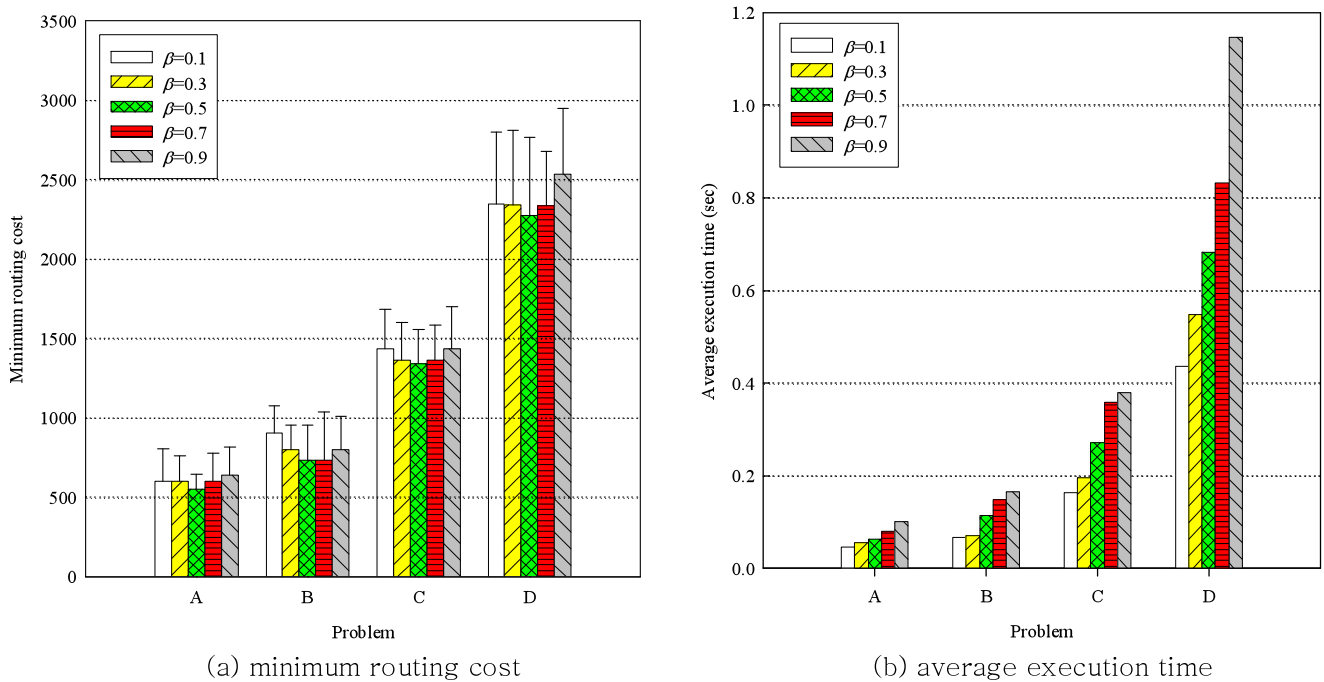 3500
3000
2500
2000
1500
1000
500
0
Minimum routing cost
β=0.1
β=0.3
β=0.5
β=0.7
β=0.9
A B C D
Problem
(a) minimum routing cost
1.2
1.0
0.8
0.6
0.4
0.2
0.0
Average execution time (sec)
β=0.1
β=0.3
β=0.5
β=0.7
β=0.9
A B C D
Problem
(b) average execution time